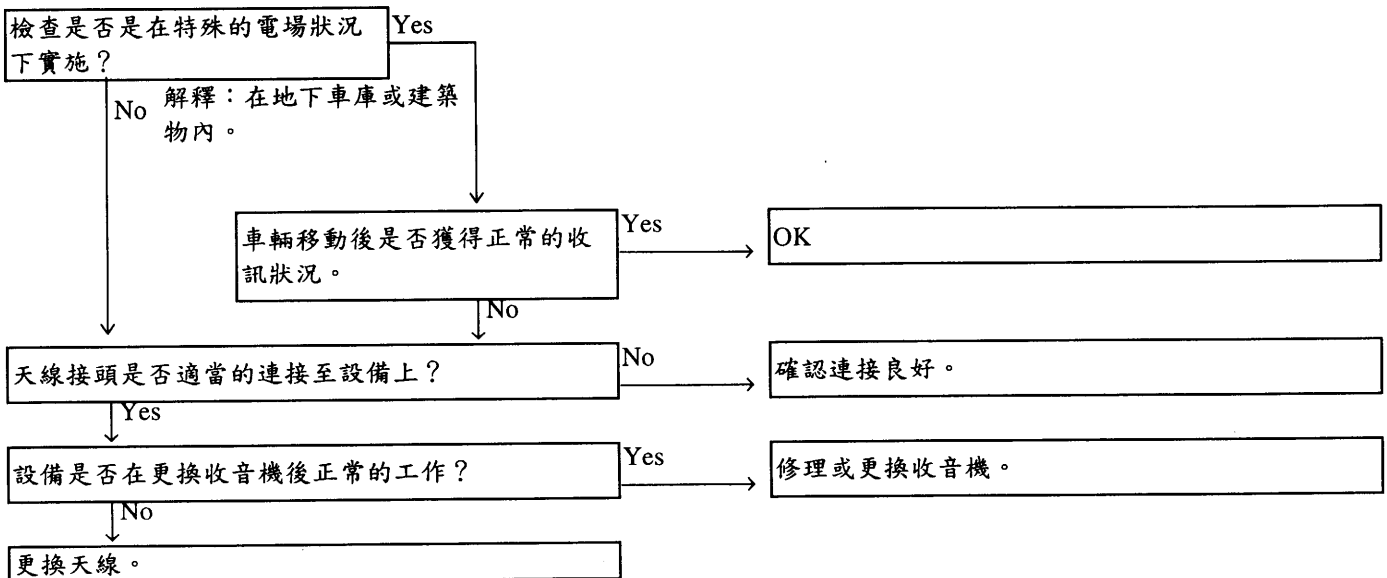 檢查是否是在特殊的電場狀況
下實施？
Yes
No
解釋：在地下車庫或建築
物內。
車輛移動後是否獲得正常的收
訊狀況。
Yes
OK
No
天線接頭是否適當的連接至設備上？
No
確認連接良好。
Yes
設備是否在更換收音機後正常的工作？
Yes
修理或更換收音機。
No
更換天線。